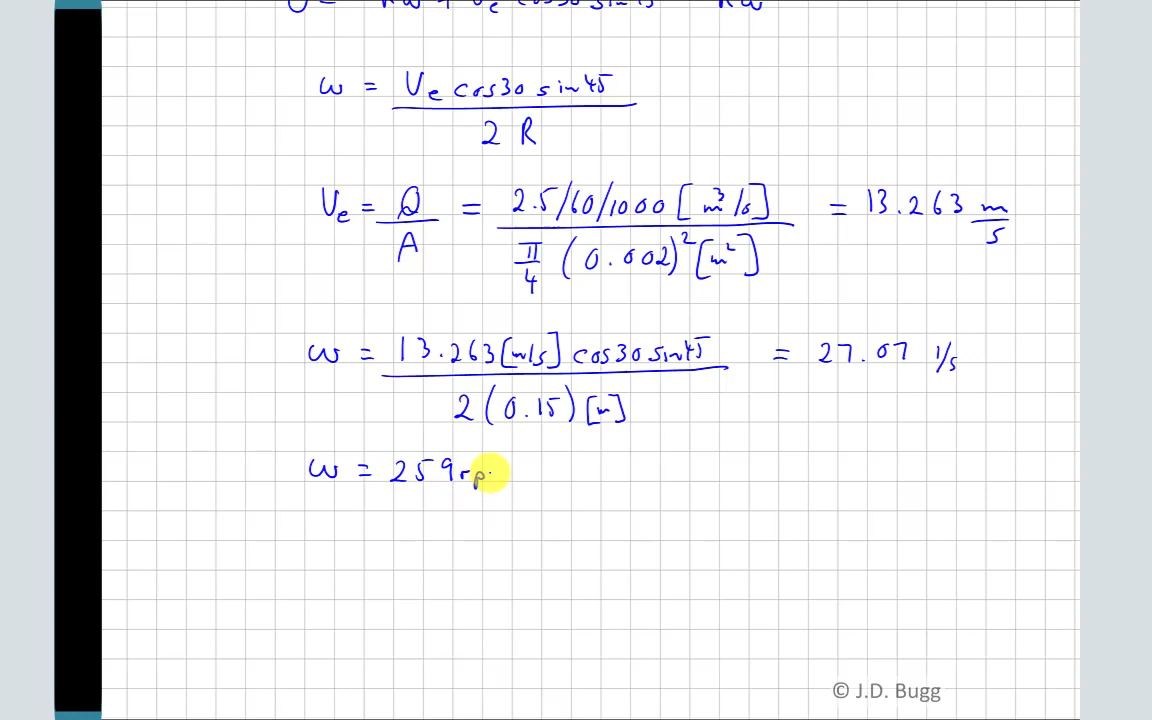 ω = Ve cos30 sin45
2 R
Ve = Q = 2.5/60/1000 [m³/s] = 13.263 m
A π/4 (0.002)² [m²] s
ω = 13.263 [m/s] cos30 sin45 = 27.07 1/s
2 (0.15) [m]
ω = 259 rp
© J.D. Bugg